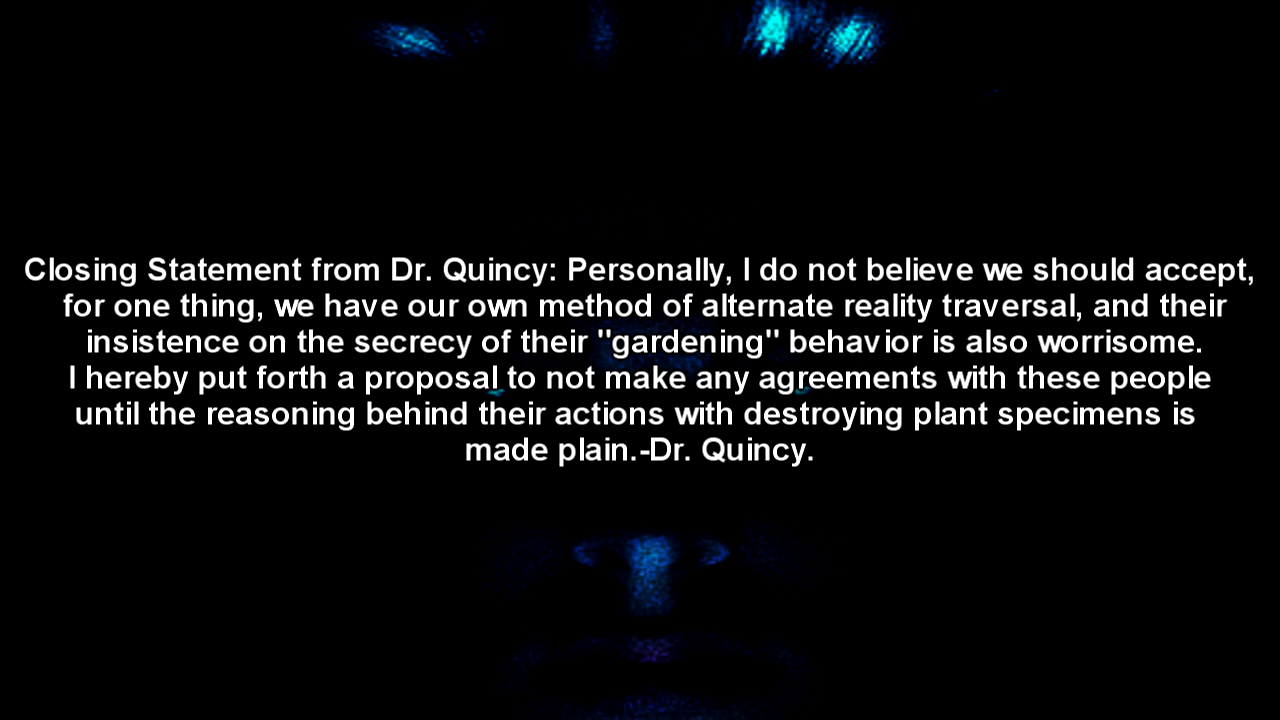 Closing Statement from Dr. Quincy: Personally, I do not believe we should accept,
for one thing, we have our own method of alternate reality traversal, and their
insistence on the secrecy of their "gardening" behavior is also worrisome.
I hereby put forth a proposal to not make any agreements with these people
until the reasoning behind their actions with destroying plant specimens is
made plain.-Dr. Quincy.